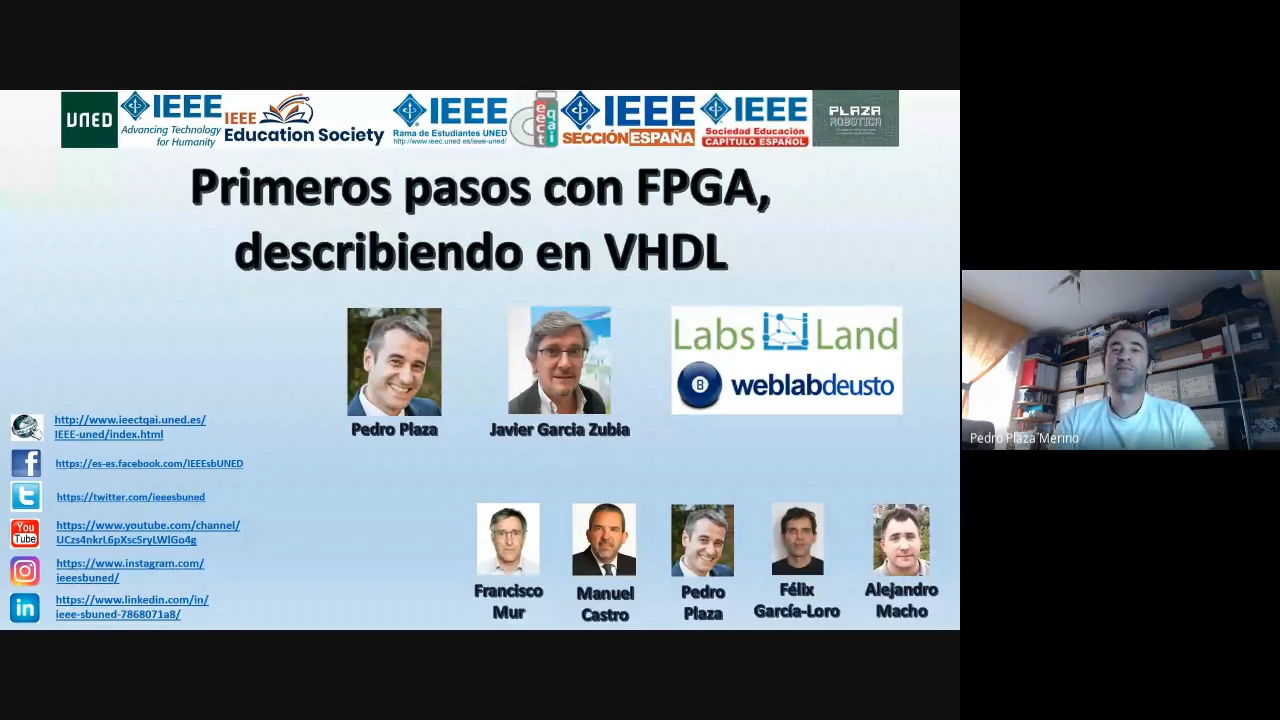 UNED
IEEE
Advancing Technology
for Humanity
IEEE
Education Society
IEEE
Rama de Estudiantes UNED
http://www.ieec.uned.es/ieee-uned/
IEEE
SECCIÓN ESPAÑA
IEEE
Sociedad Educación
CAPÍTULO ESPAÑOL
PLAZA
ROBOTICA
Primeros pasos con FPGA,
describiendo en VHDL
Pedro Plaza
Javier Garcia Zubia
Labs Land
8
weblabdeusto
http://www.ieectqai.uned.es/
IEEE-uned/index.html
https://es-es.facebook.com/IEEEsbUNED
https://twitter.com/ieeesbuned
You
Tube
https://www.youtube.com/channel/
UCzs4nkrL6pXscSryLWlGo4g
https://www.instagram.com/
ieeesbuned/
https://www.linkedin.com/in/
ieee-sbuned-7868071a8/
Francisco
Mur
Manuel
Castro
Pedro
Plaza
Félix
García-Loro
Alejandro
Macho
Pedro Plaza Merino